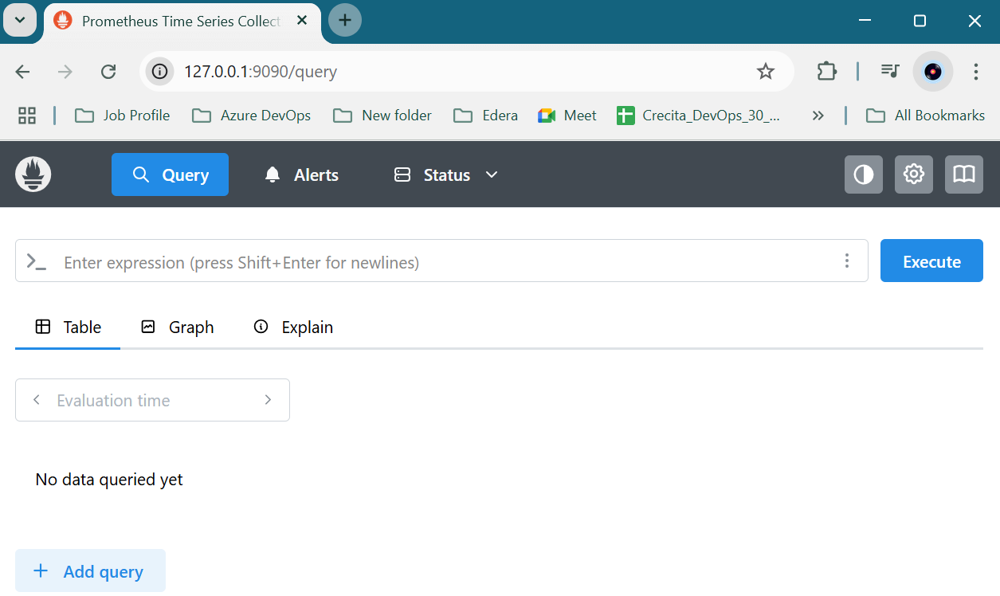 Prometheus Time Series Collect
127.0.0.1:9090/query
Job Profile Azure DevOps New folder Edera Meet Crecita_DevOps_30_... All Bookmarks
Query Alerts Status
Enter expression (press Shift+Enter for newlines) Execute
Table Graph Explain
Evaluation time
No data queried yet
+ Add query